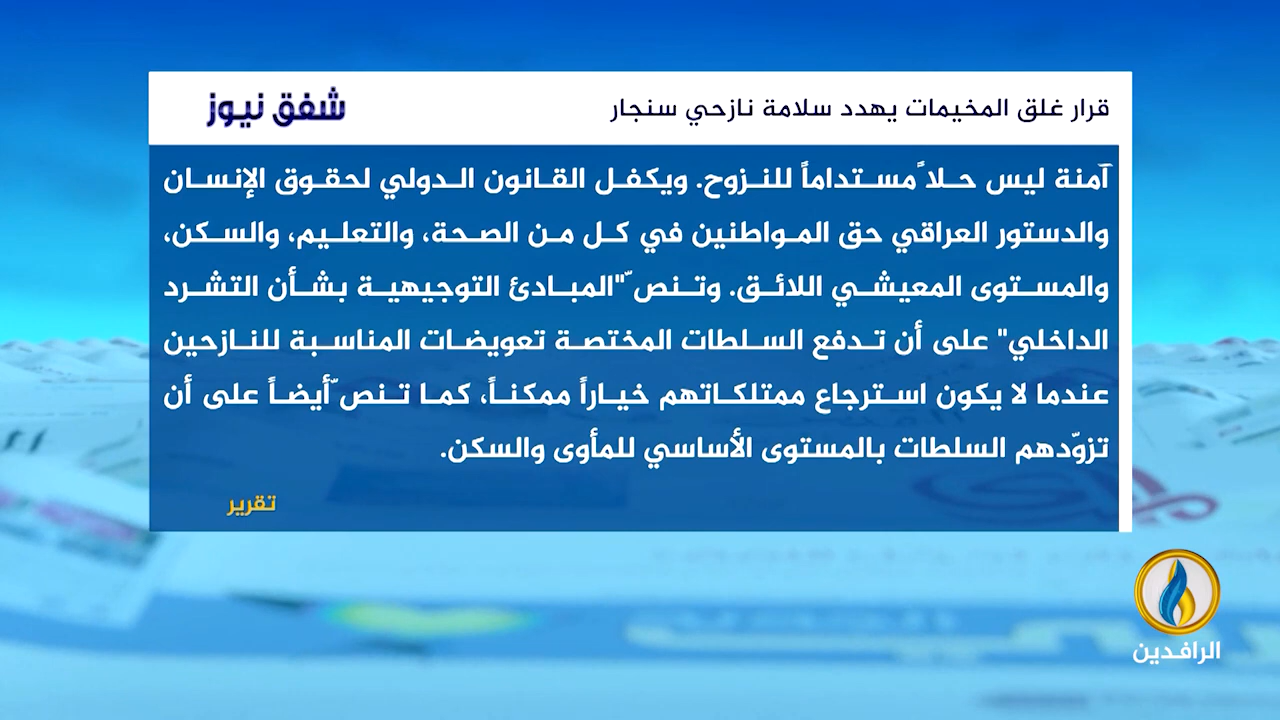 قرار غلق المخيمات يهدد سلامة نازحي سنجار
شفق نيوز
آمنة ليس حلاً مستداماً للنزوح. ويكفل القانون الدولي لحقوق الإنسان
والدستور العراقي حق المواطنين في كل من الصحة، والتعليم، والسكن،
والمستوى المعيشي اللائق. وتنصّ "المبادئ التوجيهية بشأن التشرد
الداخلي" على أن تدفع السلطات المختصة تعويضات المناسبة للنازحين
عندما لا يكون استرجاع ممتلكاتهم خياراً ممكناً، كما تنصّ أيضاً على أن
تزوّدهم السلطات بالمستوى الأساسي للمأوى والسكن.
تقرير
الرافدين